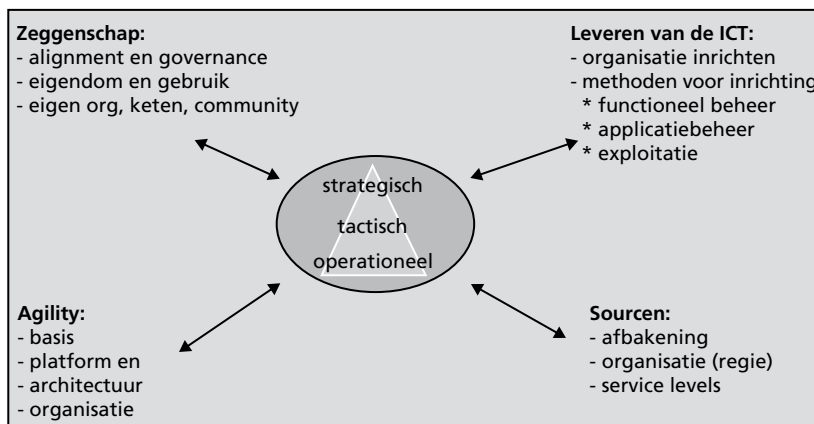 Zeggenschap:
- alignment en governance
- eigendom en gebruik
- eigen org, keten, community
Leveren van de ICT:
- organisatie inrichten
- methoden voor inrichting
* functioneel beheer
* applicatiebeheer
* exploitatie
strategisch
tactisch
operationeel
Agility:
- basis
- platform en
- architectuur
- organisatie
Sourcen:
- afbakening
- organisatie (regie)
- service levels